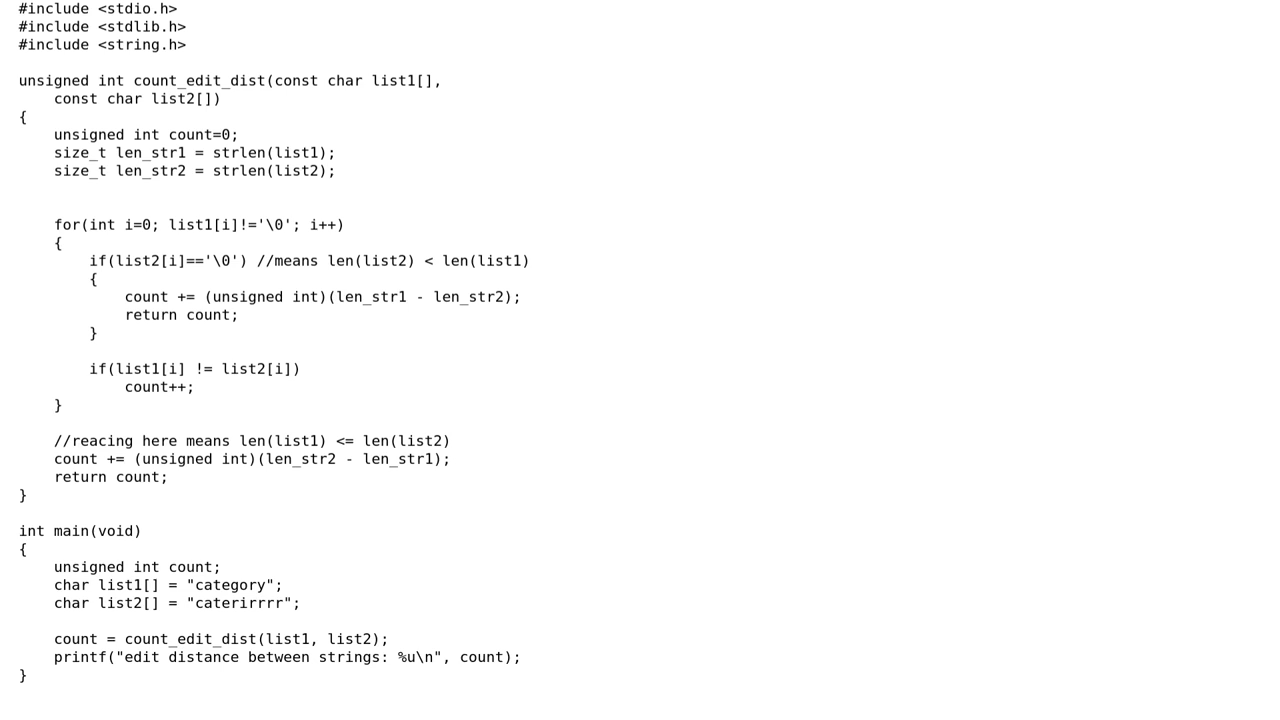 #include <stdio.h>
#include <stdlib.h>
#include <string.h>

unsigned int count_edit_dist(const char list1[],
    const char list2[])
{
    unsigned int count=0;
    size_t len_str1 = strlen(list1);
    size_t len_str2 = strlen(list2);


    for(int i=0; list1[i]!='\0'; i++)
    {
        if(list2[i]=='\0') //means len(list2) < len(list1)
        {
            count += (unsigned int)(len_str1 - len_str2);
            return count;
        }

        if(list1[i] != list2[i])
            count++;
    }

    //reacing here means len(list1) <= len(list2)
    count += (unsigned int)(len_str2 - len_str1);
    return count;
}

int main(void)
{
    unsigned int count;
    char list1[] = "category";
    char list2[] = "caterirrrr";

    count = count_edit_dist(list1, list2);
    printf("edit distance between strings: %u\n", count);
}